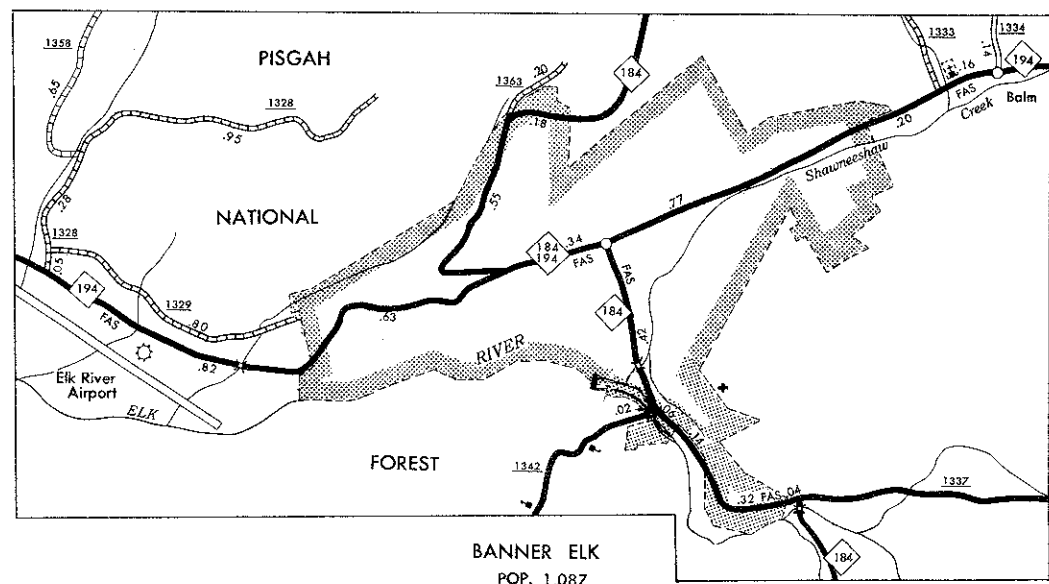 1358
PISGAH
.65
1328
.95
1363
.20
184
.18
1333
1334
.14
.16
194
FAS
Balm
Creek
.20
Shawneeshaw
.28
NATIONAL
.55
.77
1328
.05
184
194
.34
FAS
FAS
194
FAS
1329
.80
.63
184
.42
.82
RIVER
Elk River
Airport
ELK
.02
.14
FOREST
1342
.32
FAS
.04
1337
184
BANNER ELK
POP. 1,087